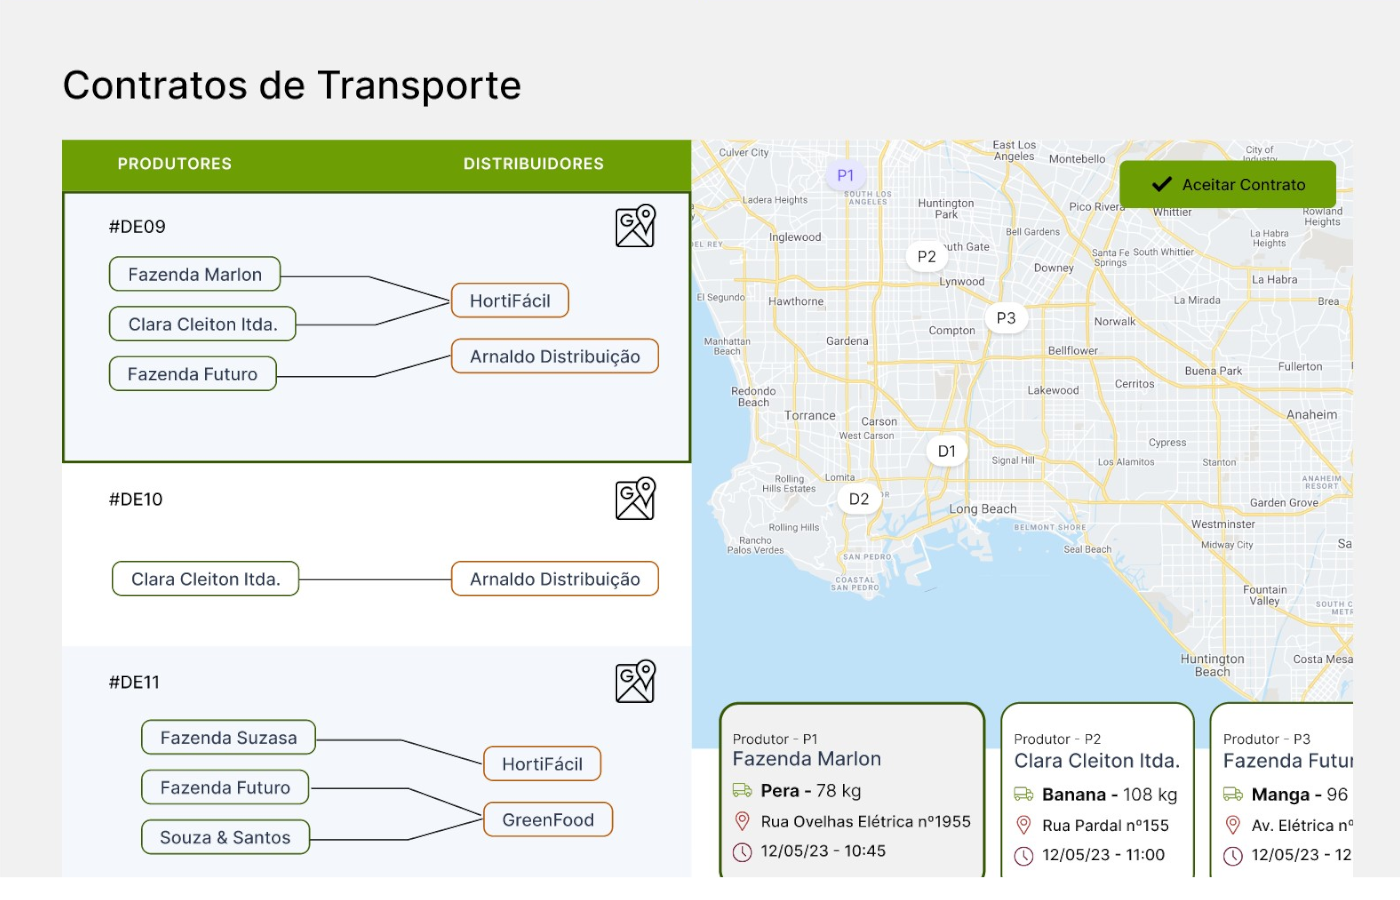 Contratos de Transporte
PRODUTORES
DISTRIBUIDORES
#DE09
Fazenda Marlon
Clara Cleiton ltda.
Fazenda Futuro
HortiFácil
Arnaldo Distribuição
#DE10
Clara Cleiton ltda.
Arnaldo Distribuição
#DE11
Fazenda Suzasa
Fazenda Futuro
Souza & Santos
HortiFácil
GreenFood
Aceitar Contrato
Culver City
East Los
Angeles
Montebello
City of
Industry
P1
SOUTH LOS
ANGELES
Ladera Heights
Huntington
Park
Pico Rivera
Whittier
Rowland
Heights
DEL REY
Inglewood
Bell Gardens
La Habra
Heights
P2
South Gate
Santa Fe
Springs
South Whittier
Downey
Lynwood
La Habra
El Segundo
Hawthorne
La Mirada
Brea
P3
Compton
Norwalk
Manhattan
Beach
Gardena
Bellflower
Fullerton
Buena Park
Redondo
Beach
Lakewood
Cerritos
Torrance
Carson
Anaheim
West Carson
Cypress
D1
Signal Hill
Los Alamitos
Stanton
Rolling
Hills Estates
Lomita
ANAHEIM
RESORT
D2
Long Beach
Garden Grove
Rolling Hills
BELMONT SHORE
Westminster
Rancho
Palos Verdes
Seal Beach
Midway City
Sa
SAN PEDRO
COASTAL
SAN PEDRO
Fountain
Valley
SOUTH C
METR
Huntington
Beach
Costa Mesa
Produtor - P1
Fazenda Marlon
Pera - 78 kg
Rua Ovelhas Elétrica nº1955
12/05/23 - 10:45
Produtor - P2
Clara Cleiton ltda.
Banana - 108 kg
Rua Pardal nº155
12/05/23 - 11:00
Produtor - P3
Fazenda Futur
Manga - 96
Av. Elétrica nº
12/05/23 - 12